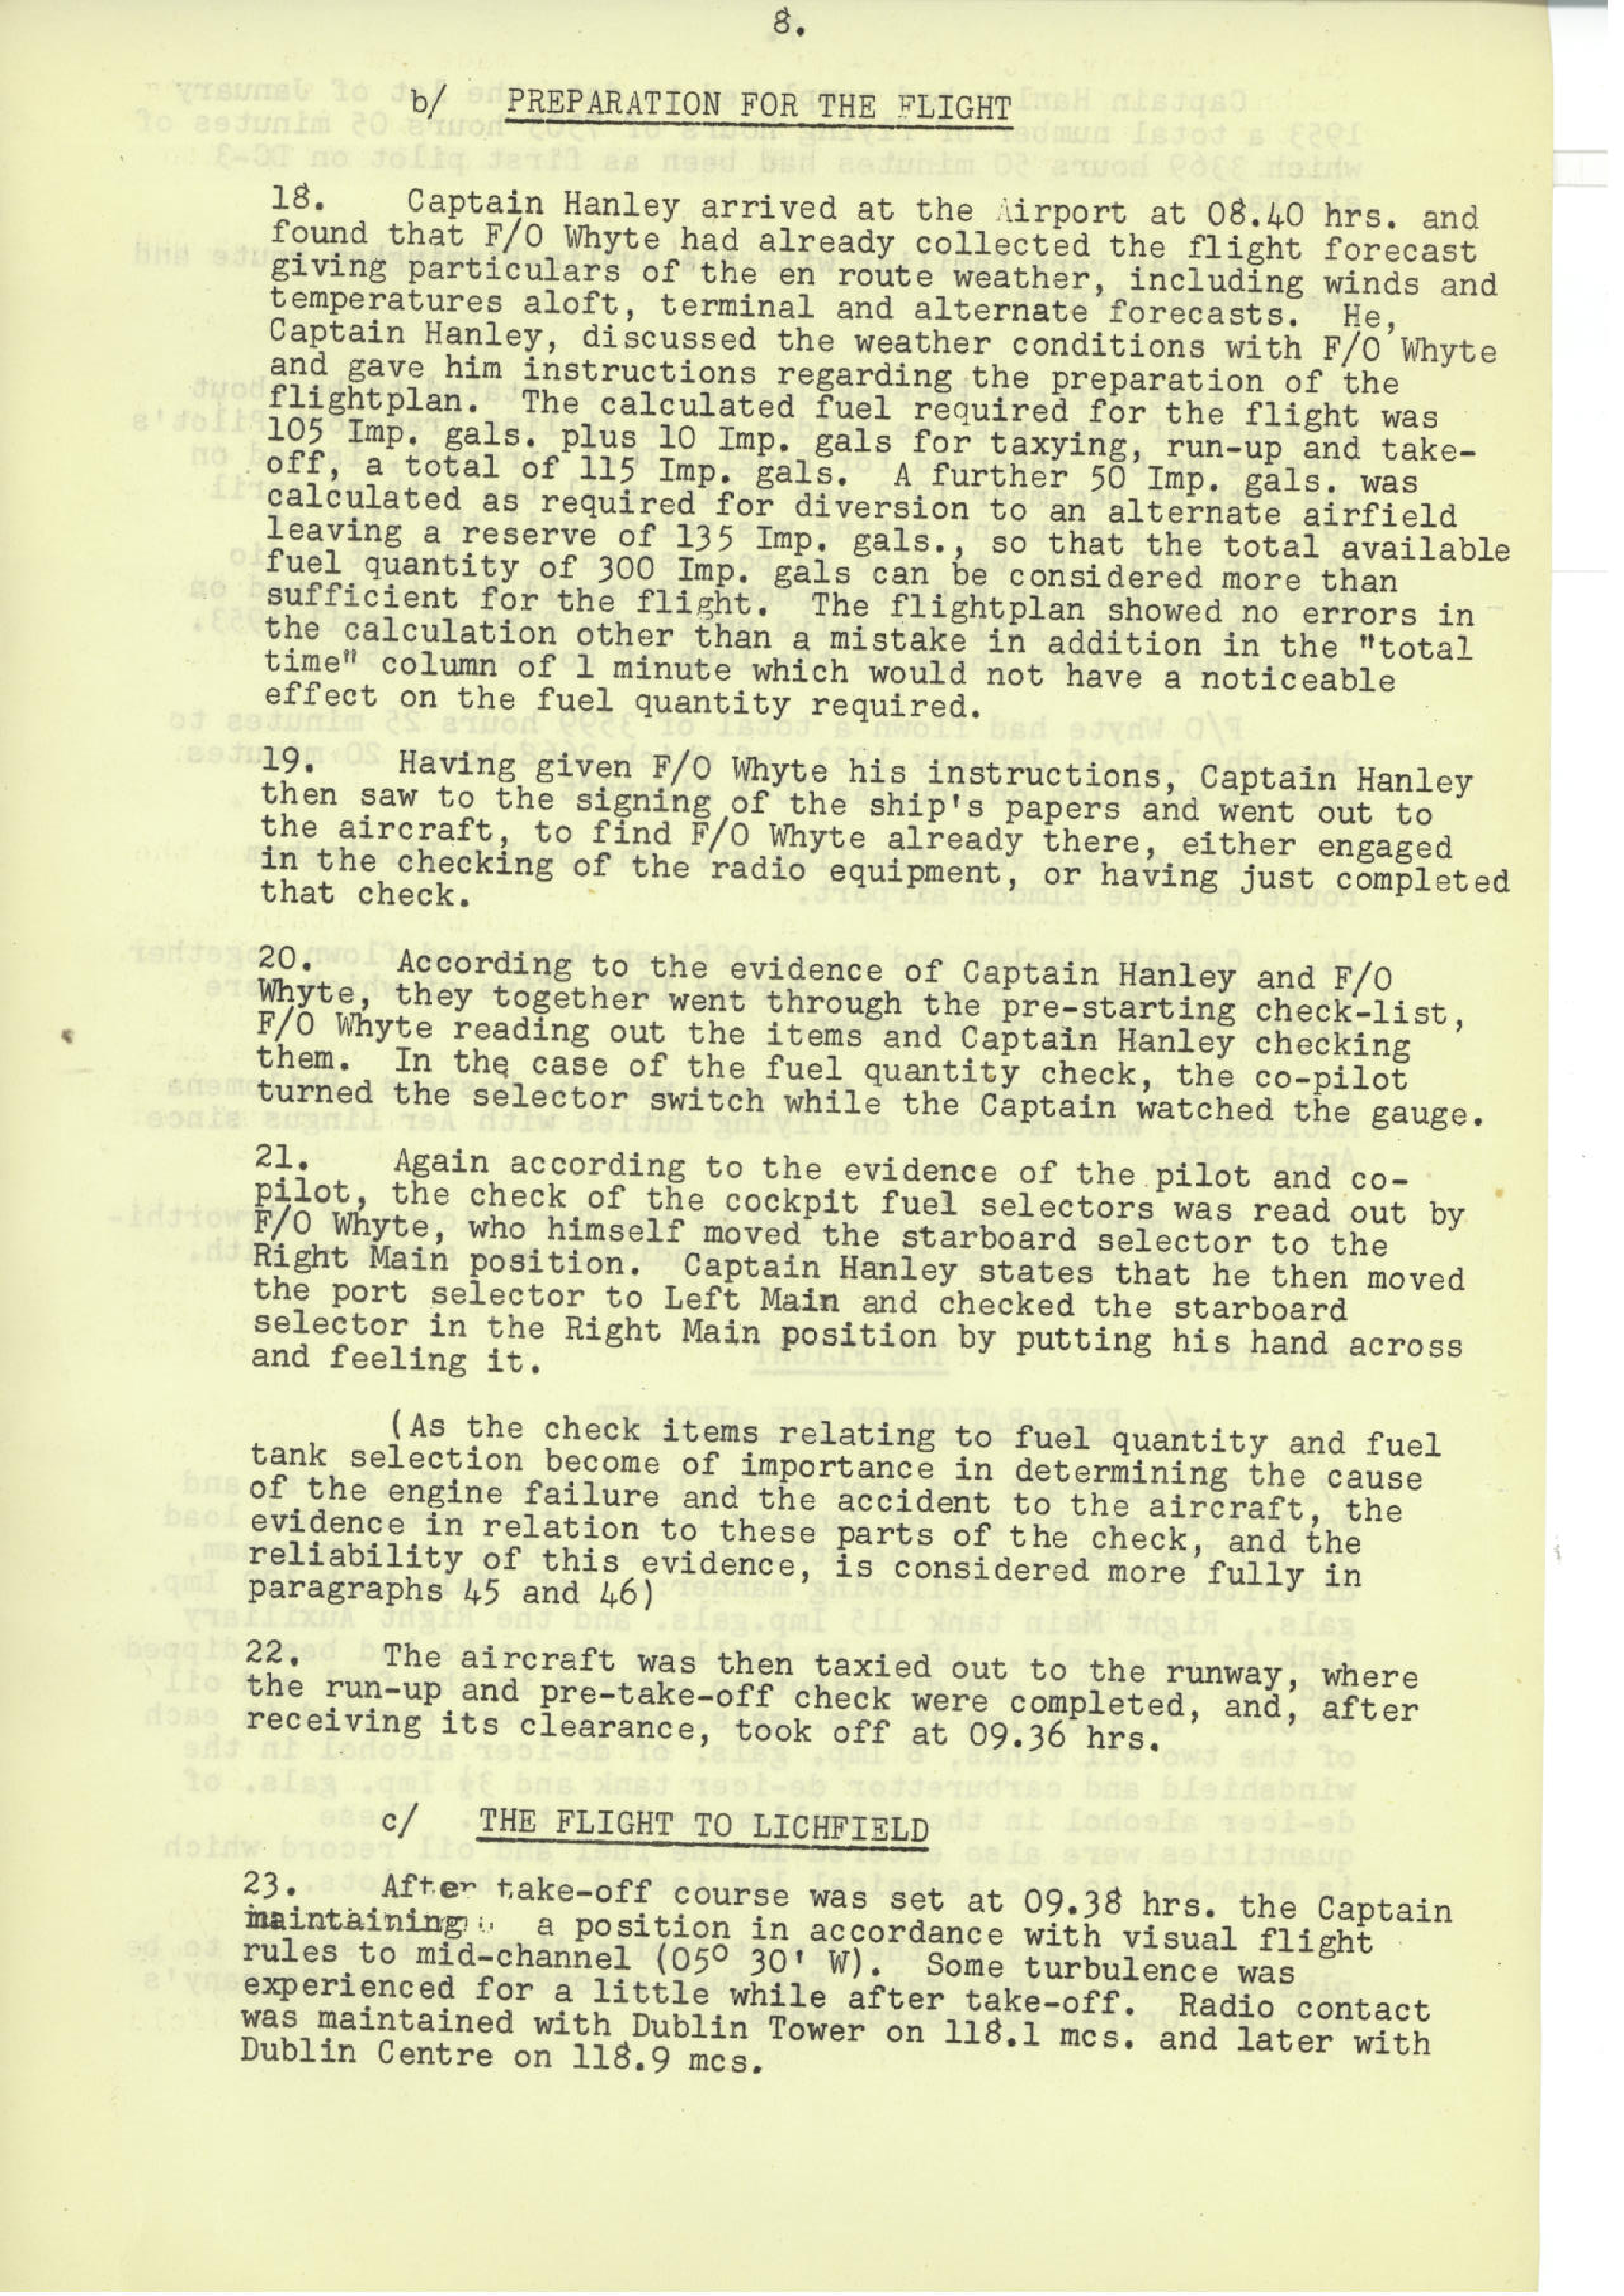 8.
b/ PREPARATION FOR THE FLIGHT
18. Captain Hanley arrived at the Airport at 08.40 hrs. and
found that F/O Whyte had already collected the flight forecast
giving particulars of the en route weather, including winds and
temperatures aloft, terminal and alternate forecasts. He,
Captain Hanley, discussed the weather conditions with F/O Whyte
and gave him instructions regarding the preparation of the
flightplan. The calculated fuel required for the flight was
105 Imp. gals. plus 10 Imp. gals for taxying, run-up and take-
off, a total of 115 Imp. gals. A further 50 Imp. gals. was
calculated as required for diversion to an alternate airfield
leaving a reserve of 135 Imp. gals., so that the total available
fuel quantity of 300 Imp. gals can be considered more than
sufficient for the flight. The flightplan showed no errors in
the calculation other than a mistake in addition in the "total
time" column of 1 minute which would not have a noticeable
effect on the fuel quantity required.
19. Having given F/O Whyte his instructions, Captain Hanley
then saw to the signing of the ship's papers and went out to
the aircraft, to find F/O Whyte already there, either engaged
in the checking of the radio equipment, or having just completed
that check.
20. According to the evidence of Captain Hanley and F/O
Whyte, they together went through the pre-starting check-list,
F/O Whyte reading out the items and Captain Hanley checking
them. In the case of the fuel quantity check, the co-pilot
turned the selector switch while the Captain watched the gauge.
21. Again according to the evidence of the pilot and co-
pilot, the check of the cockpit fuel selectors was read out by
F/O Whyte, who himself moved the starboard selector to the
Right Main position. Captain Hanley states that he then moved
the port selector to Left Main and checked the starboard
selector in the Right Main position by putting his hand across
and feeling it.
(As the check items relating to fuel quantity and fuel
tank selection become of importance in determining the cause
of the engine failure and the accident to the aircraft, the
evidence in relation to these parts of the check, and the
reliability of this evidence, is considered more fully in
paragraphs 45 and 46)
22. The aircraft was then taxied out to the runway, where
the run-up and pre-take-off check were completed, and, after
receiving its clearance, took off at 09.36 hrs.
c/ THE FLIGHT TO LICHFIELD
23. After take-off course was set at 09.38 hrs. the Captain
maintaining a position in accordance with visual flight
rules to mid-channel (05° 30' W). Some turbulence was
experienced for a little while after take-off. Radio contact
was maintained with Dublin Tower on 118.1 mcs. and later with
Dublin Centre on 118.9 mcs.